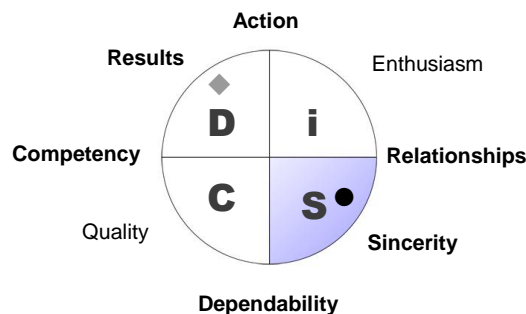 Action
Results
Enthusiasm
D
i
Competency
Relationships
C
S
Quality
Sincerity
Dependability